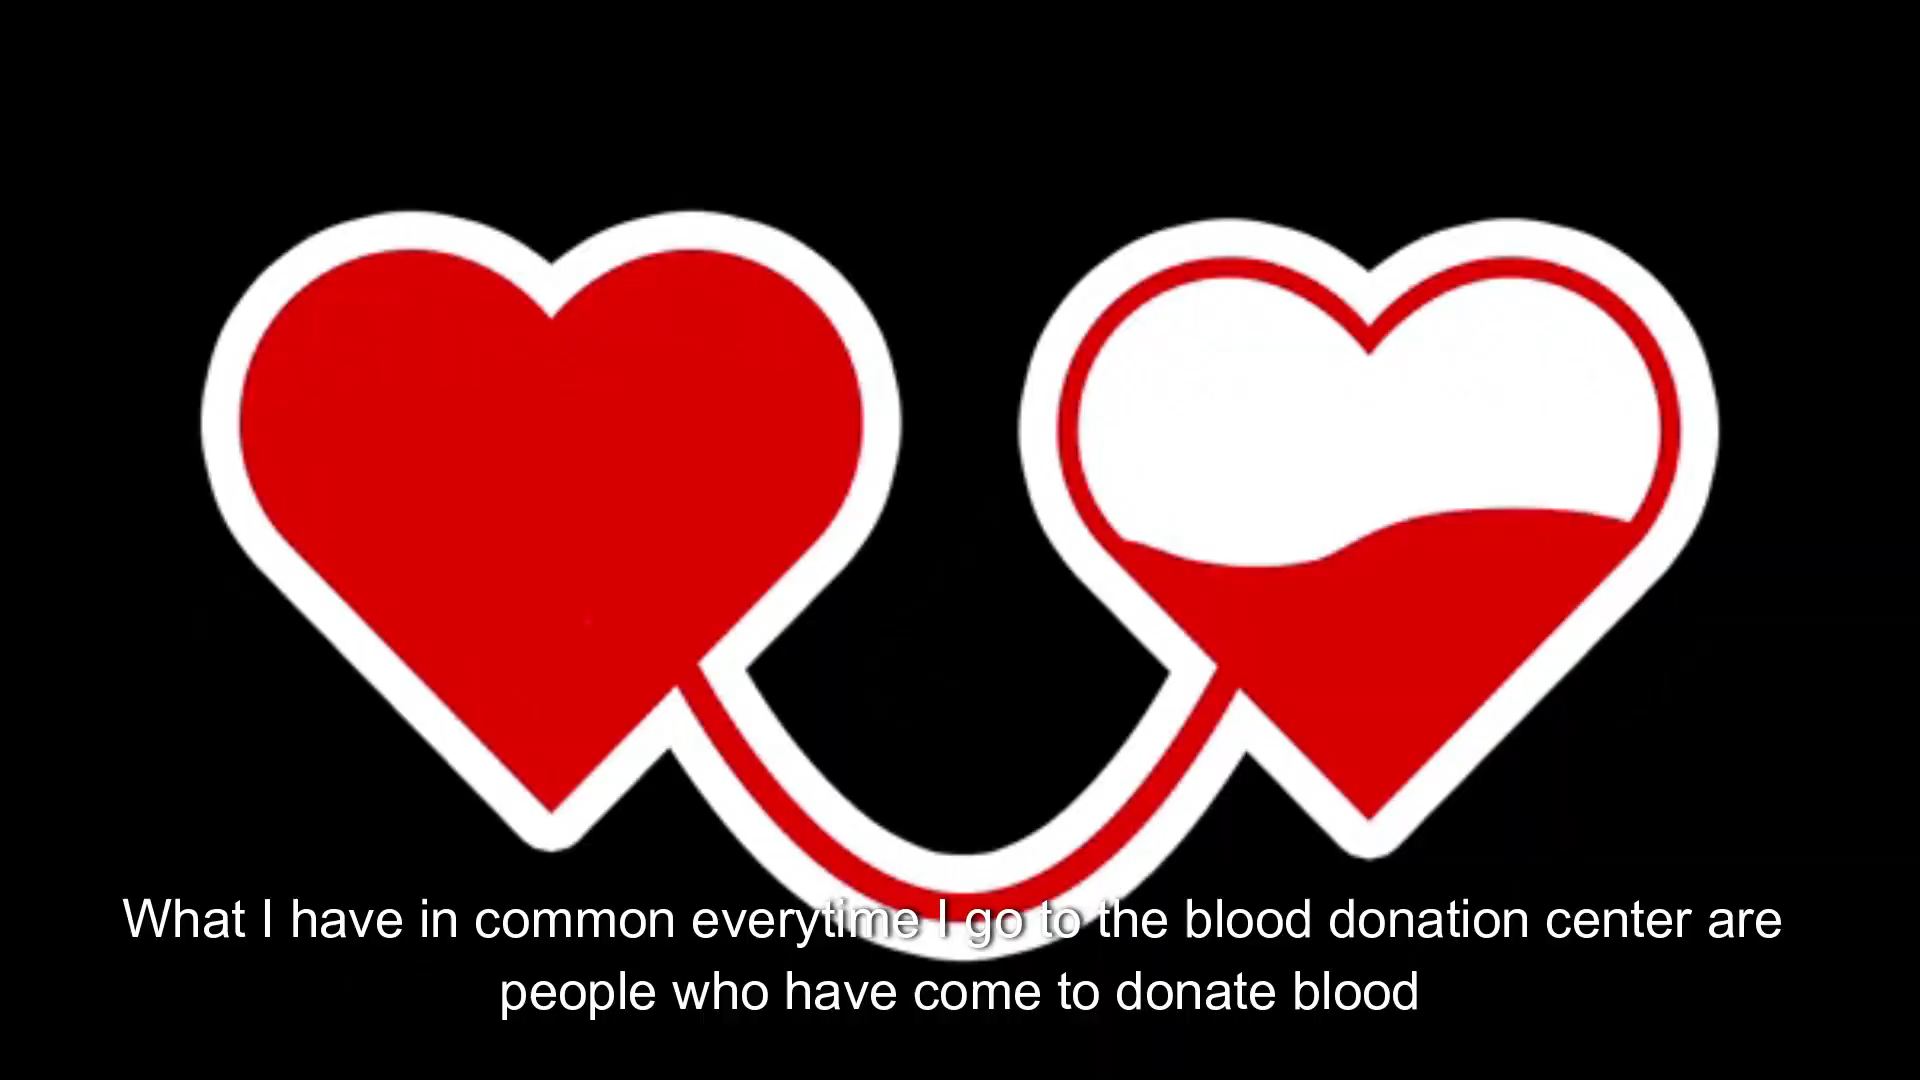 What I have in common everytime I go to the blood donation center are
people who have come to donate blood